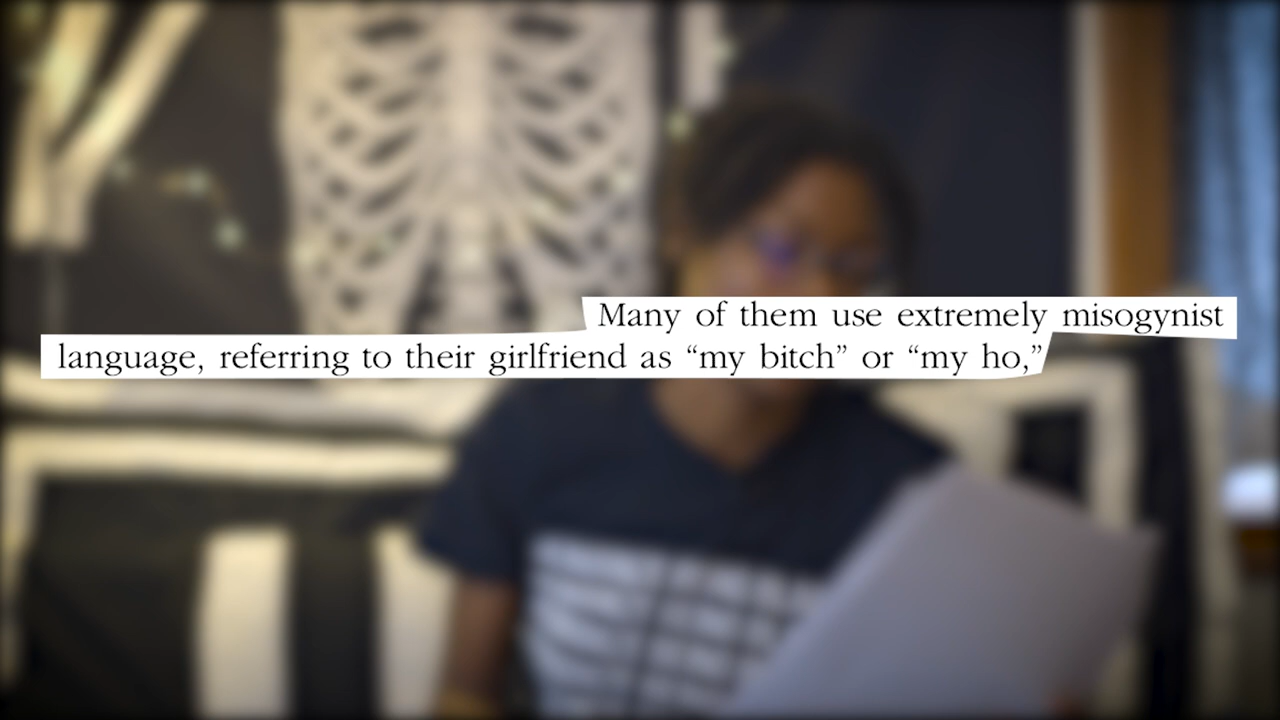 Many of them use extremely misogynist
language, referring to their girlfriend as “my bitch” or “my ho,”